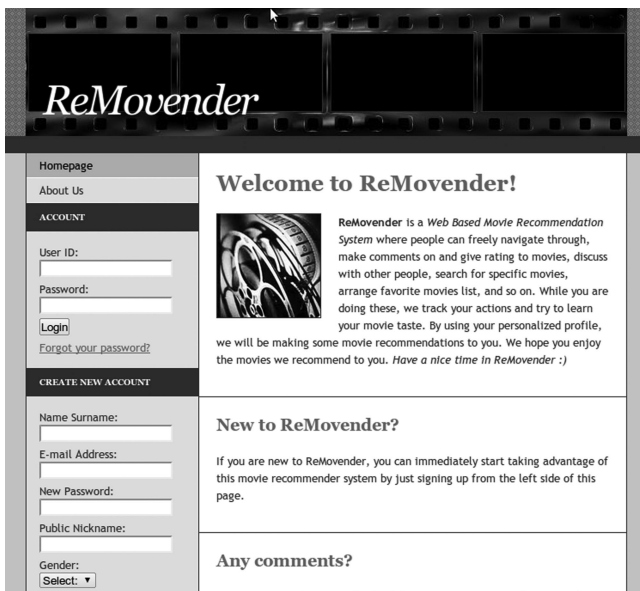 ReMovender
Homepage
About Us
ACCOUNT
User ID:
Password:
Login
Forgot your password?
CREATE NEW ACCOUNT
Name Surname:
E-mail Address:
New Password:
Public Nickname:
Gender:
Select:
Welcome to ReMovender!
ReMovender is a Web Based Movie Recommendation
System where people can freely navigate through,
make comments on and give rating to movies, discuss
with other people, search for specific movies,
arrange favorite movies list, and so on. While you are
doing these, we track your actions and try to learn
your movie taste. By using your personalized profile,
we will be making some movie recommendations to you. We hope you enjoy
the movies we recommend to you. Have a nice time in ReMovender :)
New to ReMovender?
If you are new to ReMovender, you can immediately start taking advantage of
this movie recommender system by just signing up from the left side of this
page.
Any comments?